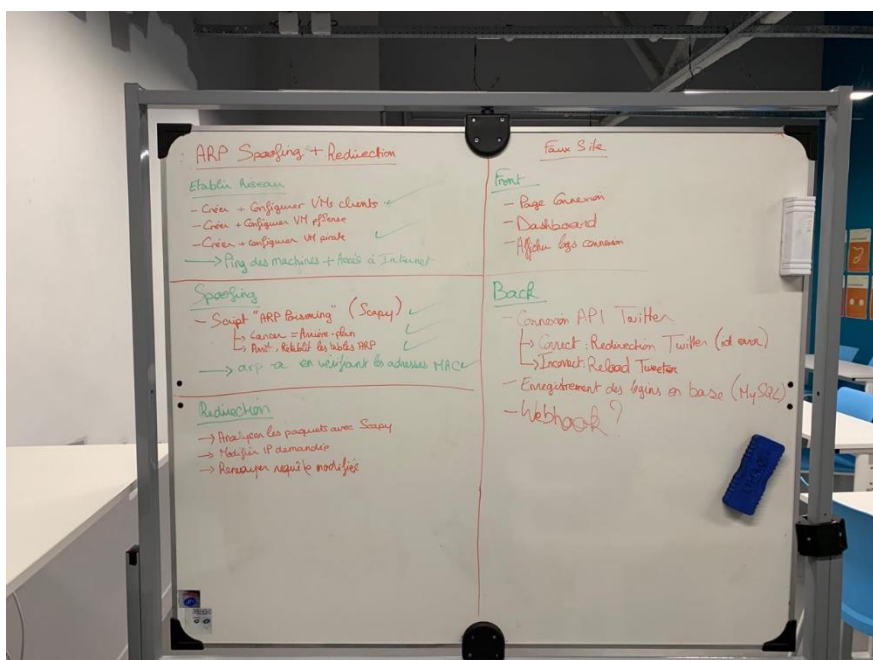 ARP Spoofing + Redirection
Etablir Réseau
- Créer + Configurer VMs clients
- Créer + Configurer VM pfSense
- Créer + configurer VM pirate
→ Ping des machines + Accès à Internet
Spoofing
- Script "ARP Poisoning" (Scapy)
↳ Lancer = Arrière-plan
↳ Arrêt : Rétablit les tables ARP
→ arp -a en vérifiant les adresses MAC
Redirection
→ Analyser les paquets avec Scapy
→ Modifier IP demandée
→ Renvoyer requête modifiée
Faux Site
Front
- Page Connexion
- Dashboard
- Afficher logs connexion
Back
- Connexion API Twitter
↳ Correct : Redirection Twitter (id error)
↳ Incorrect : Reload Tweeter
- Enregistrement des logins en base (MySQL)
- Webhook ?